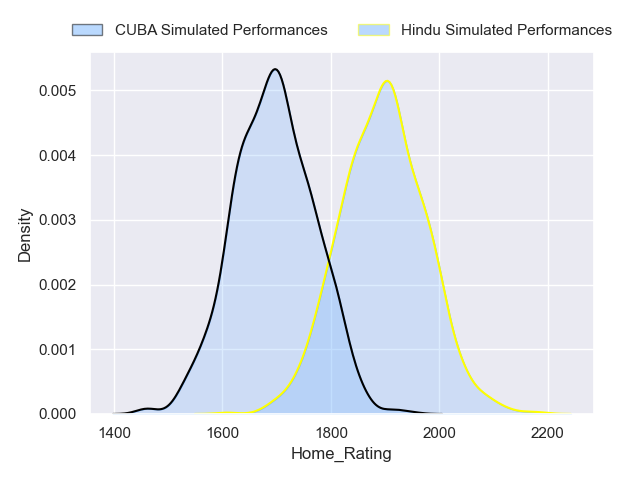 CUBA Simulated Performances
Hindu Simulated Performances
0.005
0.004
0.003
0.002
0.001
0.000
Density
1400
1600
1800
2000
2200
Home_Rating